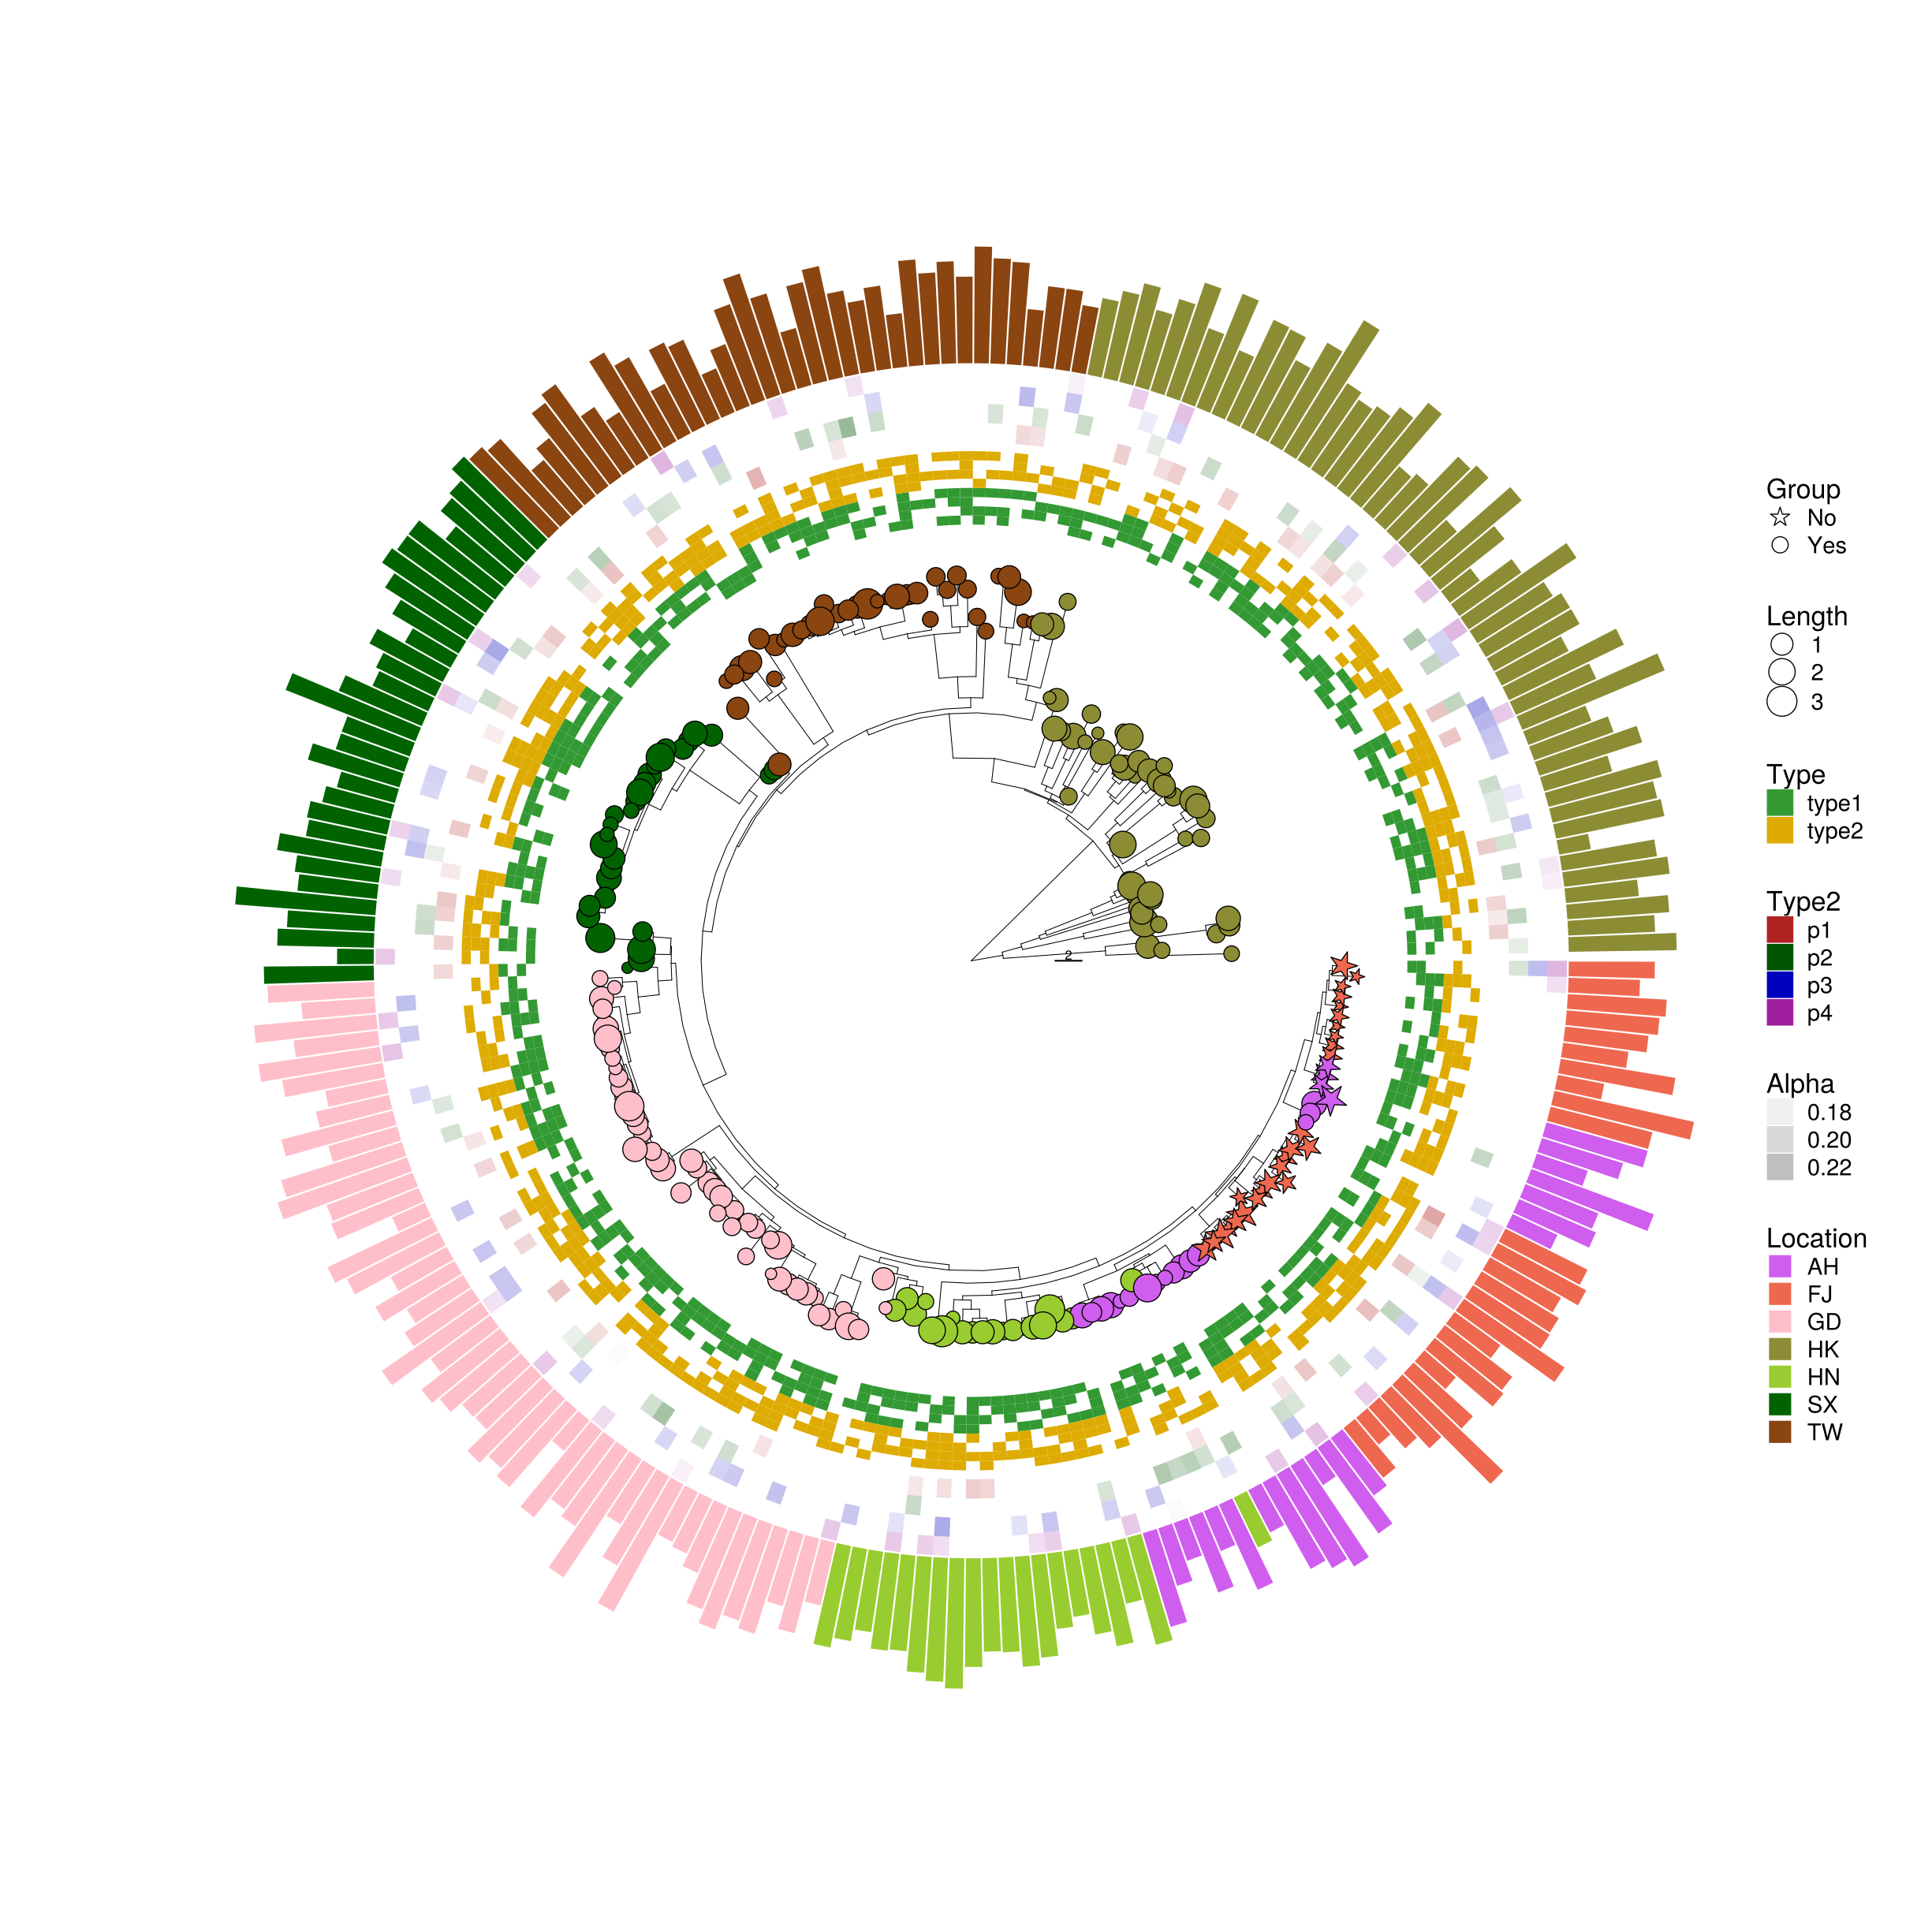 2
Group
No
Yes
Length
1
2
3
Type
type1
type2
Type2
p1
p2
p3
p4
Alpha
0.18
0.20
0.22
Location
AH
FJ
GD
HK
HN
SX
TW